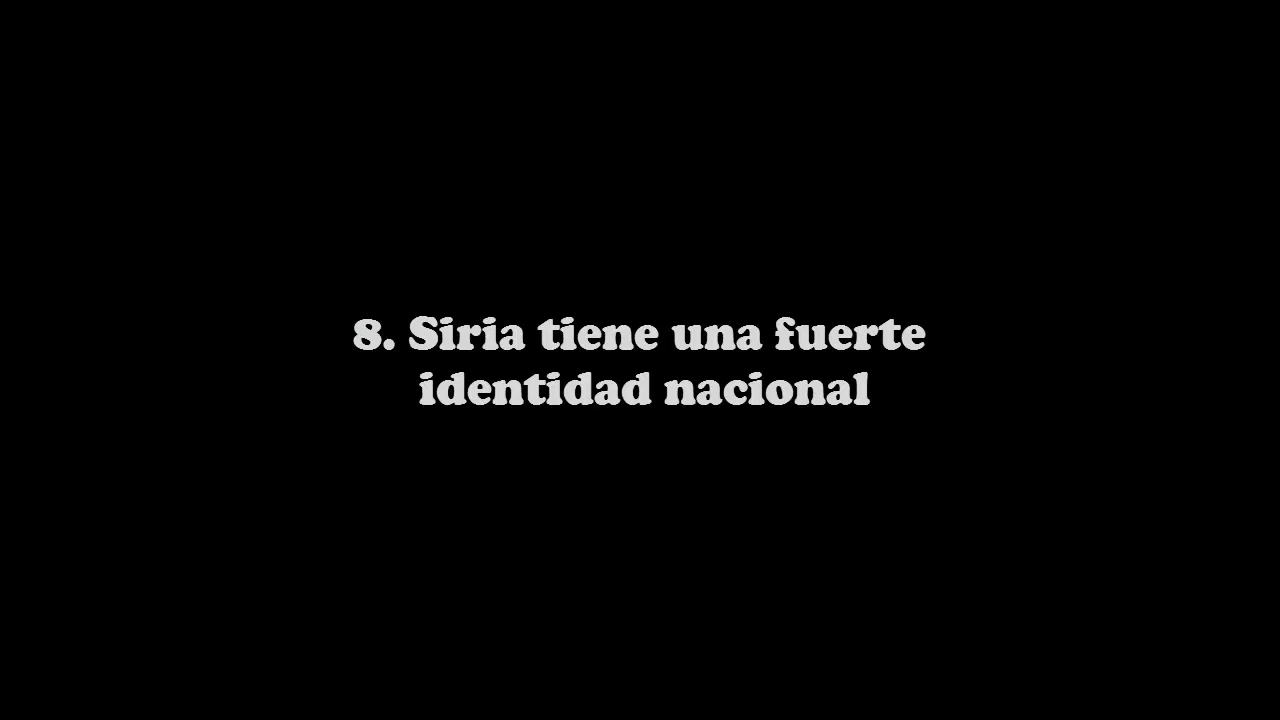 8. Siria tiene una fuerte
identidad nacional